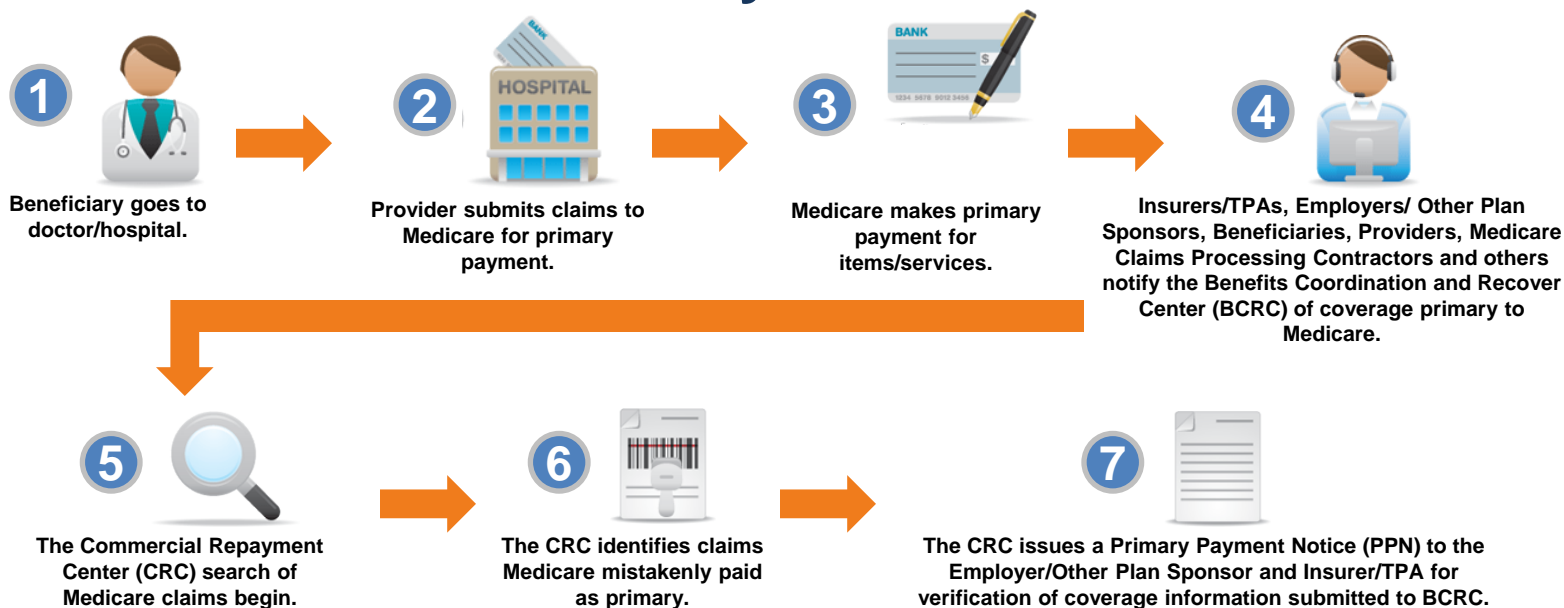 1
Beneficiary goes to
doctor/hospital.
2
BANK
HOSPITAL
Provider submits claims to
Medicare for primary
payment.
3
BANK
$
1234 5678 9012 3456
Medicare makes primary
payment for
items/services.
4
Insurers/TPAs, Employers/ Other Plan
Sponsors, Beneficiaries, Providers, Medicare
Claims Processing Contractors and others
notify the Benefits Coordination and Recover
Center (BCRC) of coverage primary to
Medicare.
5
The Commercial Repayment
Center (CRC) search of
Medicare claims begin.
6
The CRC identifies claims
Medicare mistakenly paid
as primary.
7
The CRC issues a Primary Payment Notice (PPN) to the
Employer/Other Plan Sponsor and Insurer/TPA for
verification of coverage information submitted to BCRC.